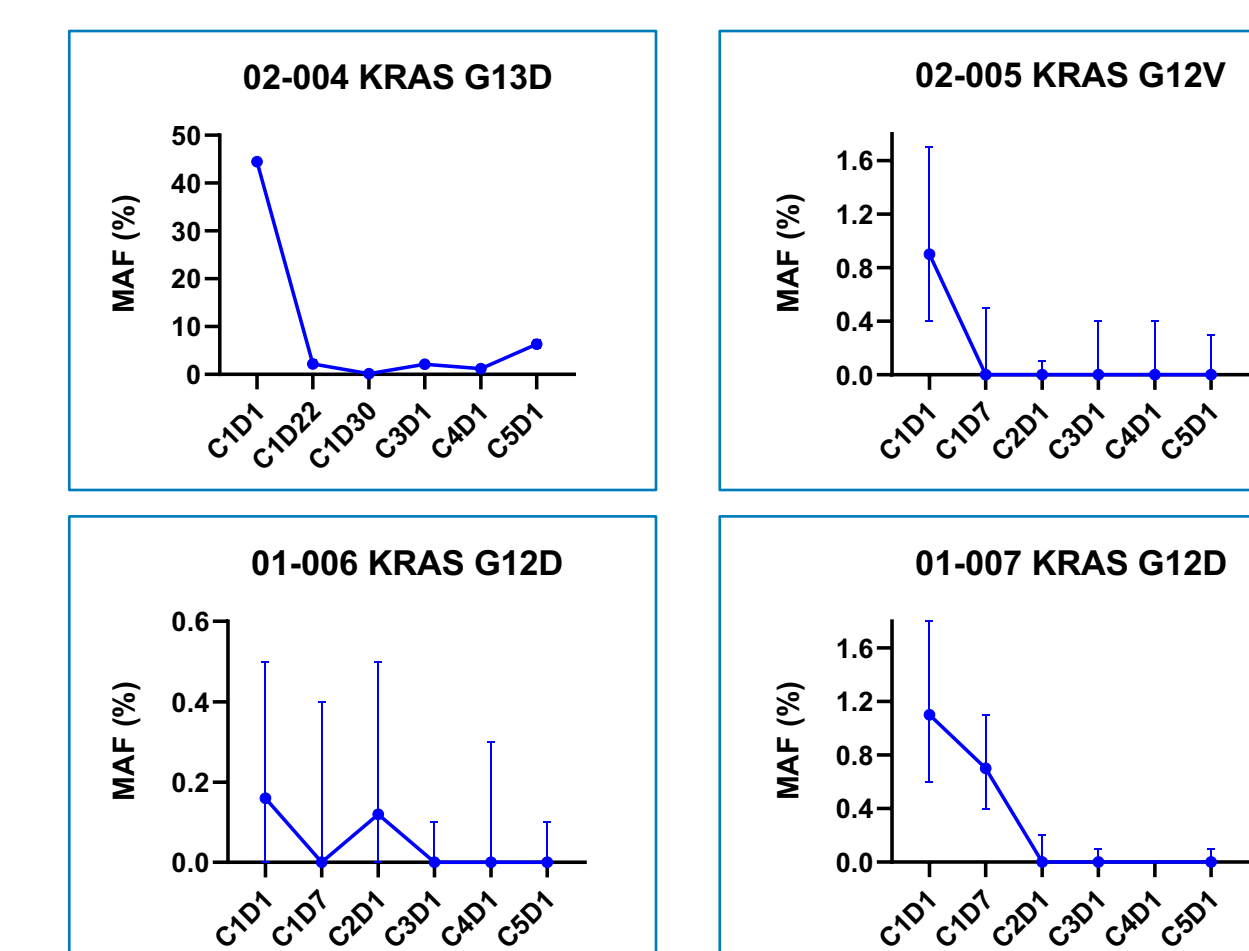 02-004 KRAS G13D
MAF (%)
50
40
30
20
10
0
C1D1
C1D22
C1D30
C3D1
C4D1
C5D1
02-005 KRAS G12V
MAF (%)
1.6
1.2
0.8
0.4
0.0
C1D1
C1D7
C2D1
C3D1
C4D1
C5D1
01-006 KRAS G12D
MAF (%)
0.6
0.4
0.2
0.0
C1D1
C1D7
C2D1
C3D1
C4D1
C5D1
01-007 KRAS G12D
MAF (%)
1.6
1.2
0.8
0.4
0.0
C1D1
C1D7
C2D1
C3D1
C4D1
C5D1